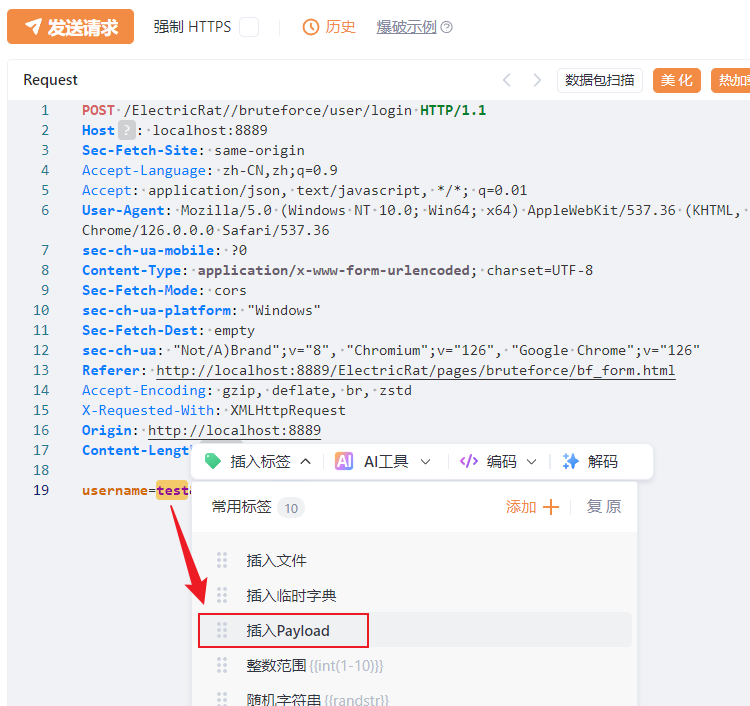 发送请求 强制 HTTPS 历史 爆破示例
Request 数据包扫描 美化 热加
1 POST /ElectricRat//bruteforce/user/login HTTP/1.1
2 Host ? : localhost:8889
3 Sec-Fetch-Site: same-origin
4 Accept-Language: zh-CN,zh;q=0.9
5 Accept: application/json, text/javascript, */*; q=0.01
6 User-Agent: Mozilla/5.0 (Windows NT 10.0; Win64; x64) AppleWebKit/537.36 (KHTML,
Chrome/126.0.0.0 Safari/537.36
7 sec-ch-ua-mobile: ?0
8 Content-Type: application/x-www-form-urlencoded; charset=UTF-8
9 Sec-Fetch-Mode: cors
10 sec-ch-ua-platform: "Windows"
11 Sec-Fetch-Dest: empty
12 sec-ch-ua: "Not/A)Brand";v="8", "Chromium";v="126", "Google Chrome";v="126"
13 Referer: http://localhost:8889/ElectricRat/pages/bruteforce/bf_form.html
14 Accept-Encoding: gzip, deflate, br, zstd
15 X-Requested-With: XMLHttpRequest
16 Origin: http://localhost:8889
17 Content-Lengt
插入标签 AI AI工具 编码 解码
18
19 username=test
常用标签 10 添加 复原
插入文件
插入临时字典
插入Payload
整数范围{{int(1-10)}}
随机字符串{{randstr}}